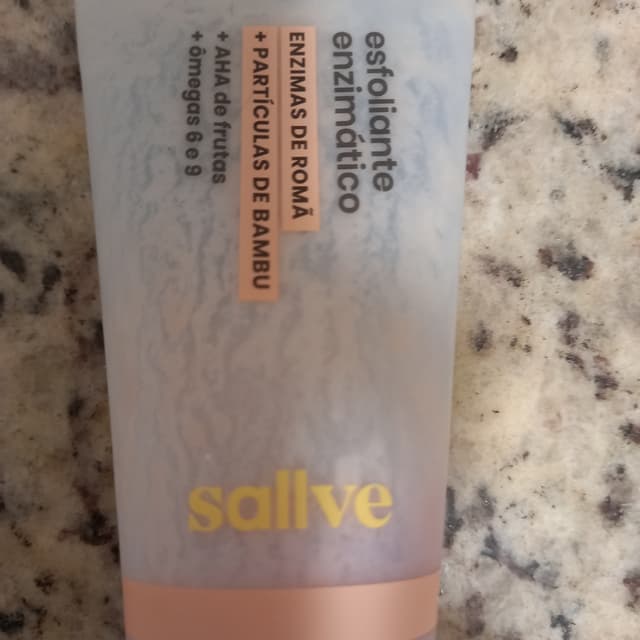 esfoliante
enzimático
ENZIMAS DE ROMÃ
+ PARTÍCULAS DE BAMBU
+ AHA de frutas
+ ômegas 6 e 9
sallve